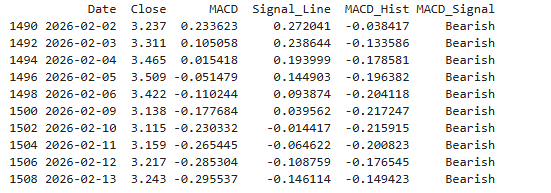 Date Close MACD Signal_Line MACD_Hist MACD_Signal
1490 2026-02-02 3.237 0.233623 0.272041 -0.038417 Bearish
1492 2026-02-03 3.311 0.105058 0.238644 -0.133586 Bearish
1494 2026-02-04 3.465 0.015418 0.193999 -0.178581 Bearish
1496 2026-02-05 3.509 -0.051479 0.144903 -0.196382 Bearish
1498 2026-02-06 3.422 -0.110244 0.093874 -0.204118 Bearish
1500 2026-02-09 3.138 -0.177684 0.039562 -0.217247 Bearish
1502 2026-02-10 3.115 -0.230332 -0.014417 -0.215915 Bearish
1504 2026-02-11 3.159 -0.265445 -0.064622 -0.200823 Bearish
1506 2026-02-12 3.217 -0.285304 -0.108759 -0.176545 Bearish
1508 2026-02-13 3.243 -0.295537 -0.146114 -0.149423 Bearish